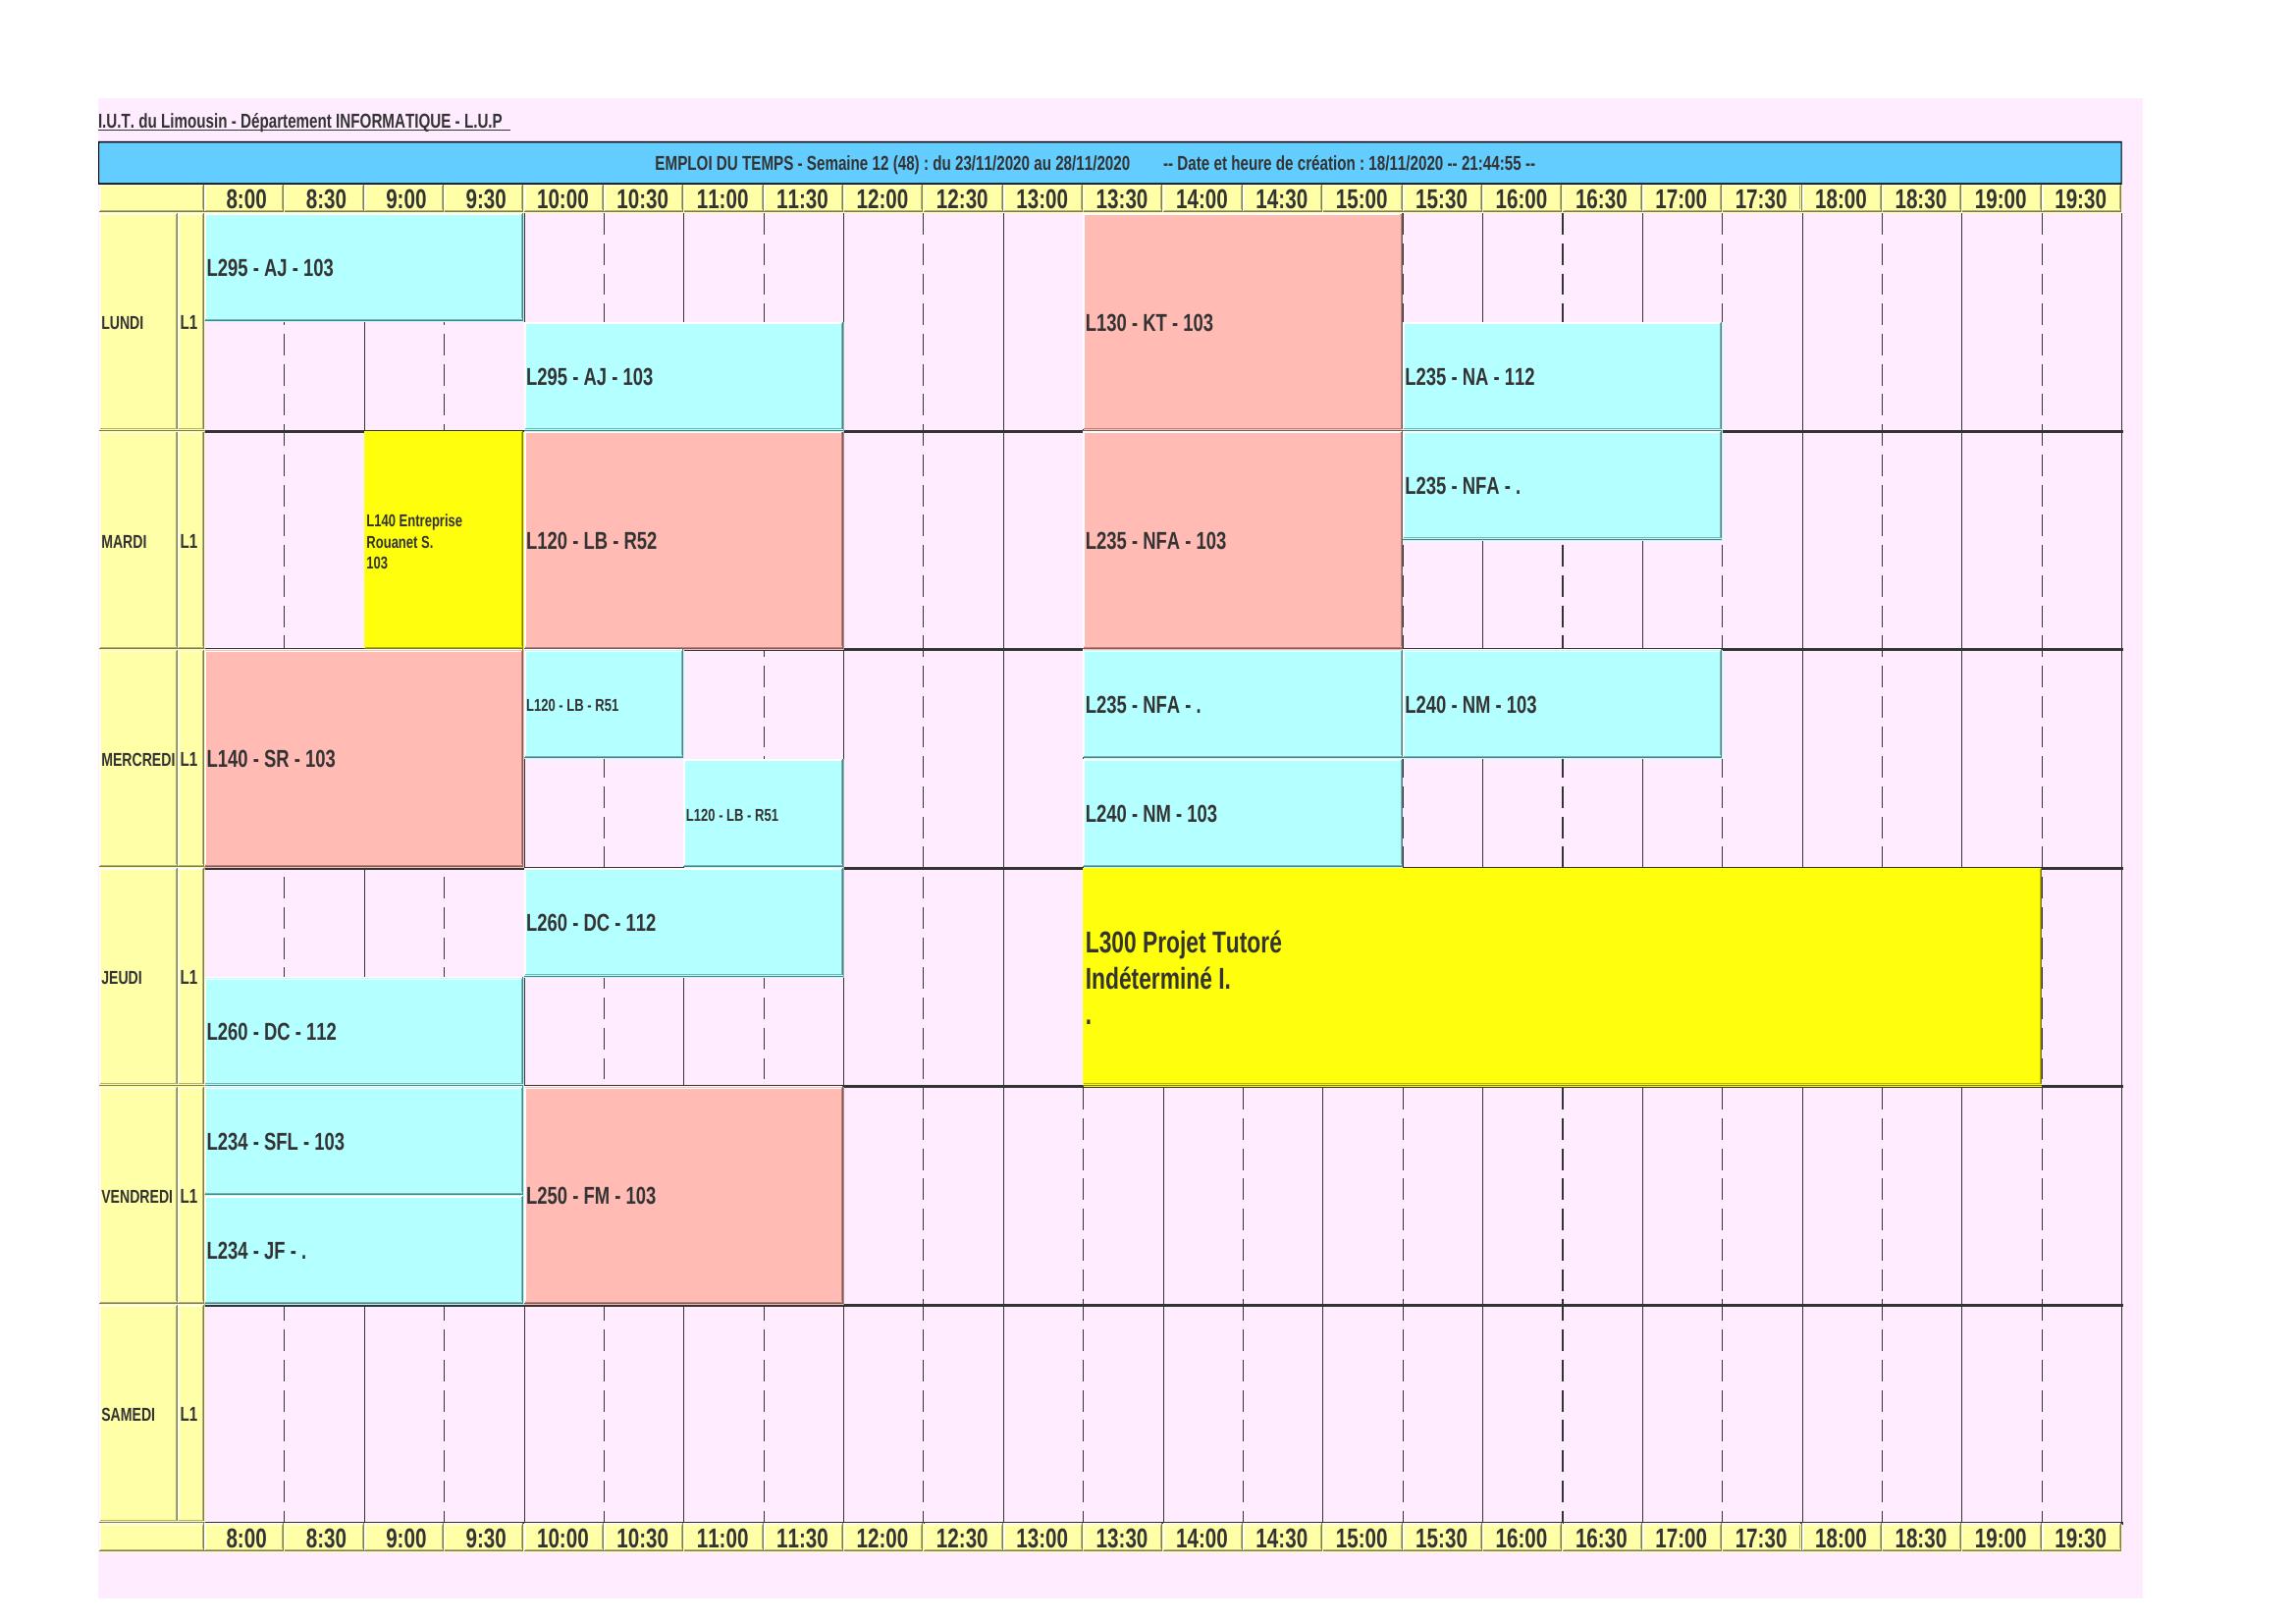 I.U.T. du Limousin - Département INFORMATIQUE - L.U.P
EMPLOI DU TEMPS - Semaine 12 (48) : du 23/11/2020 au 28/11/2020 -- Date et heure de création : 18/11/2020 -- 21:44:55 --
8:00 8:30 9:00 9:30 10:00 10:30 11:00 11:30 12:00 12:30 13:00 13:30 14:00 14:30 15:00 15:30 16:00 16:30 17:00 17:30 18:00 18:30 19:00 19:30
L295 - AJ - 103
LUNDI L1 L130 - KT - 103
L295 - AJ - 103 L235 - NA - 112
L235 - NFA - .
L140 Entreprise
Rouanet S.
103
MARDI L1 L120 - LB - R52 L235 - NFA - 103
L120 - LB - R51 L235 - NFA - . L240 - NM - 103
MERCREDI L1 L140 - SR - 103
L120 - LB - R51 L240 - NM - 103
L260 - DC - 112
L300 Projet Tutoré
Indéterminé I.
.
JEUDI L1
L260 - DC - 112
L234 - SFL - 103
VENDREDI L1 L250 - FM - 103
L234 - JF - .
SAMEDI L1
8:00 8:30 9:00 9:30 10:00 10:30 11:00 11:30 12:00 12:30 13:00 13:30 14:00 14:30 15:00 15:30 16:00 16:30 17:00 17:30 18:00 18:30 19:00 19:30